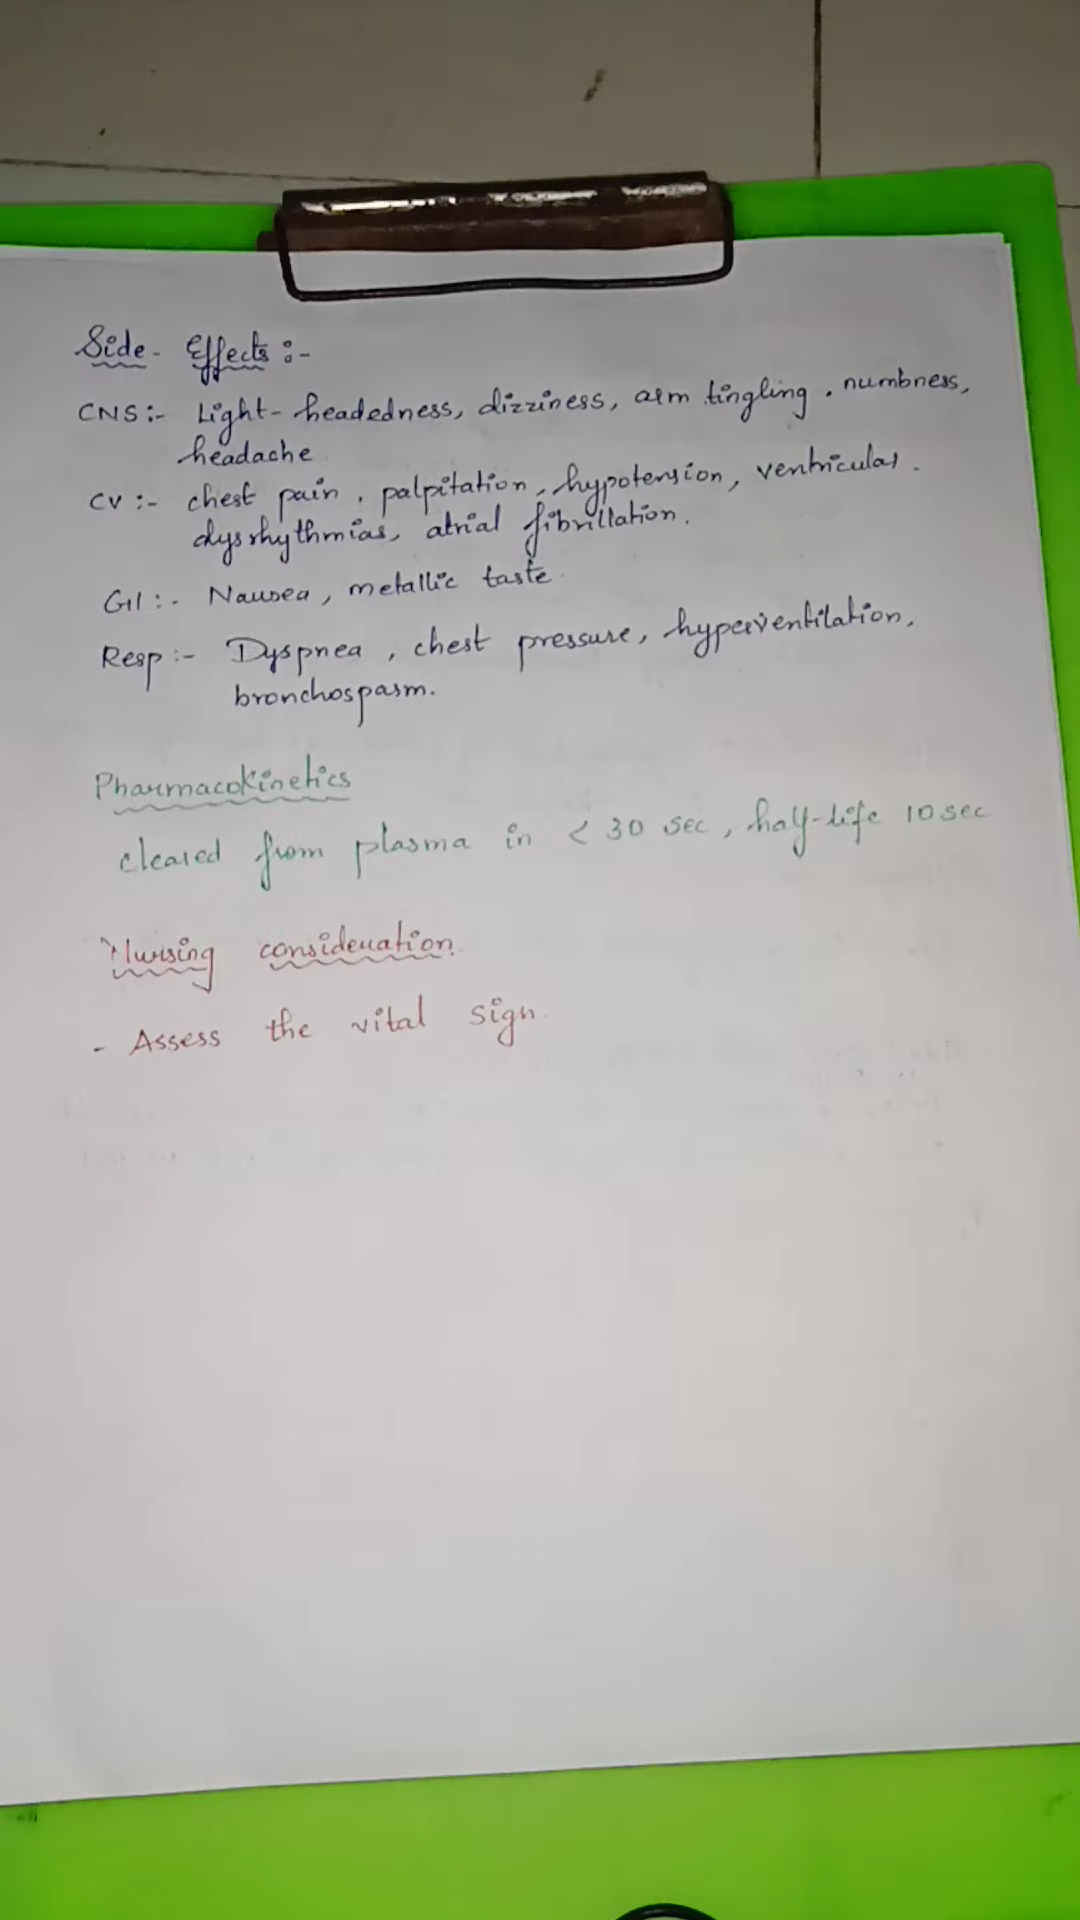 Side- Effects :-
CNS :- Light-headedness, dizziness, arm tingling, numbness,
headache
CV :- chest pain, palpitation, hypotension, ventricular
dysrhythmias, atrial fibrillation.
GI :- Nausea, metallic taste.
Resp :- Dyspnea, chest pressure, hyperventilation,
bronchospasm.
Pharmacokinetics
cleared from plasma in < 30 sec, half-life 10 sec
Nursing consideration.
- Assess the vital sign.